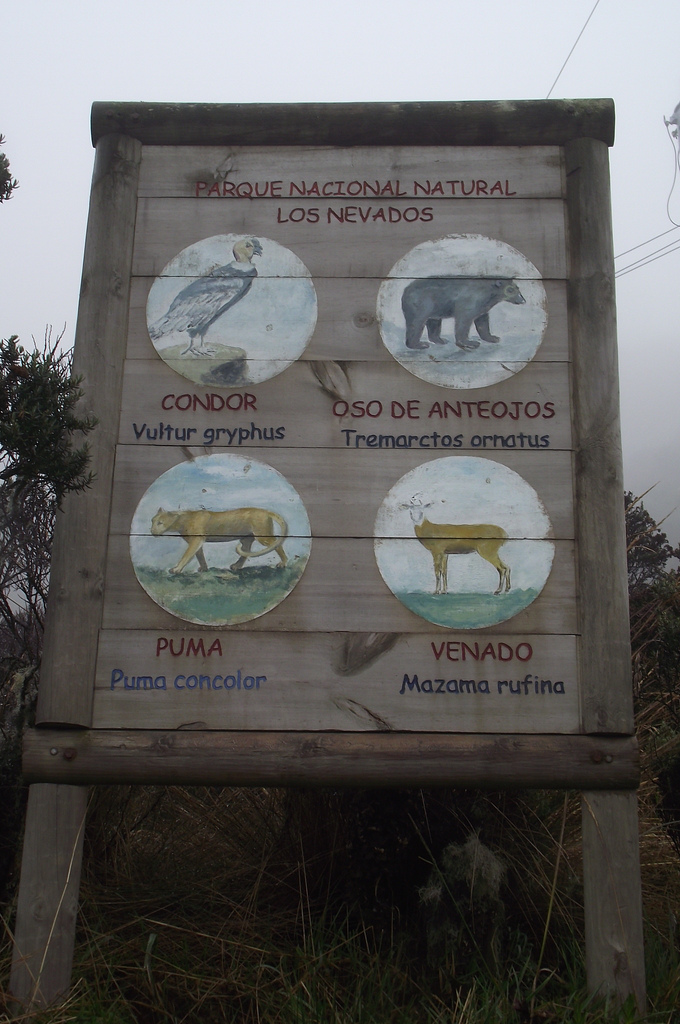 PARQUE NACIONAL NATURAL
LOS NEVADOS
CONDOR
Vultur gryphus
OSO DE ANTEOJOS
Tremarctos ornatus
PUMA
Puma concolor
VENADO
Mazama rufina